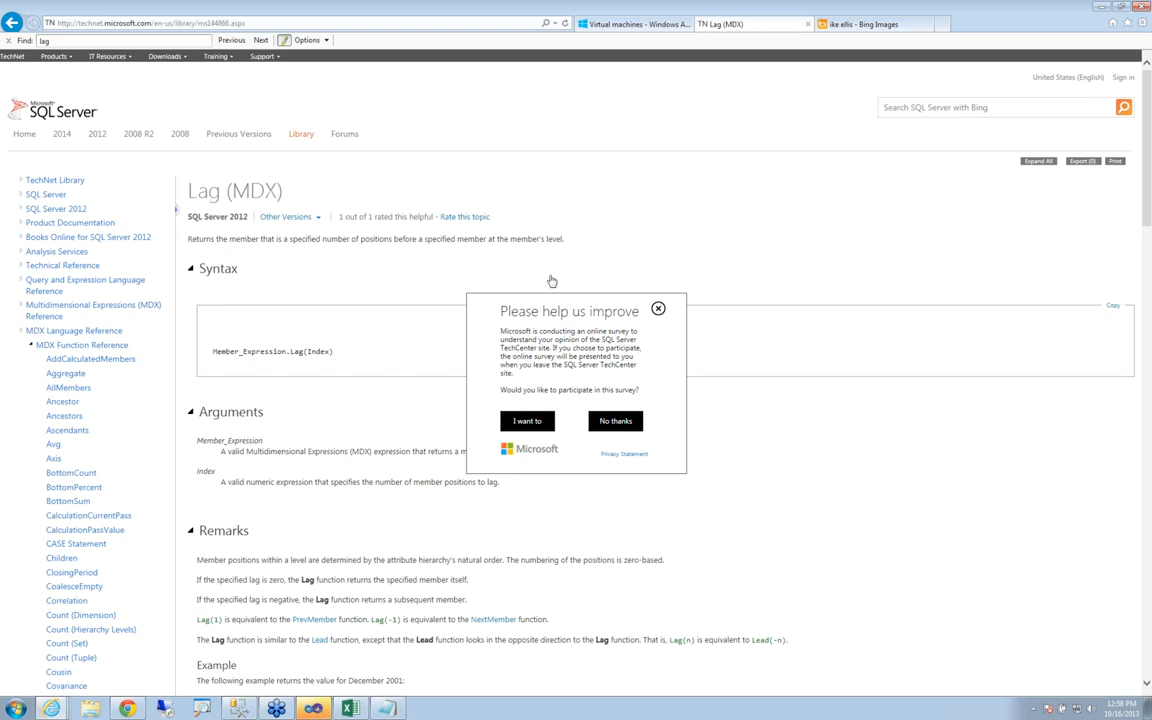 TN http://technet.microsoft.com/en-us/library/ms144866.aspx
Virtual machines - Windows A...
TN Lag (MDX)
ike ellis - Bing Images
Find: lag
Previous
Next
Options
TechNet
Products
IT Resources
Downloads
Training
Support
United States (English)
Sign in
Microsoft
SQL Server
Search SQL Server with Bing
Home
2014
2012
2008 R2
2008
Previous Versions
Library
Forums
Expand All
Export (0)
Print
TechNet Library
SQL Server
SQL Server 2012
Product Documentation
Books Online for SQL Server 2012
Analysis Services
Technical Reference
Query and Expression Language
Reference
Multidimensional Expressions (MDX)
Reference
MDX Language Reference
MDX Function Reference
AddCalculatedMembers
Aggregate
AllMembers
Ancestor
Ancestors
Ascendants
Avg
Axis
BottomCount
BottomPercent
BottomSum
CalculationCurrentPass
CalculationPassValue
CASE Statement
Children
ClosingPeriod
CoalesceEmpty
Correlation
Count (Dimension)
Count (Hierarchy Levels)
Count (Set)
Count (Tuple)
Cousin
Covariance
Lag (MDX)
SQL Server 2012
Other Versions
1 out of 1 rated this helpful - Rate this topic
Returns the member that is a specified number of positions before a specified member at the member's level.
Syntax
Copy
Member_Expression.Lag(Index)
Arguments
Member_Expression
A valid Multidimensional Expressions (MDX) expression that returns a m
Index
A valid numeric expression that specifies the number of member positions to lag.
Remarks
Member positions within a level are determined by the attribute hierarchy's natural order. The numbering of the positions is zero-based.
If the specified lag is zero, the Lag function returns the specified member itself.
If the specified lag is negative, the Lag function returns a subsequent member.
Lag(1) is equivalent to the PrevMember function. Lag(-1) is equivalent to the NextMember function.
The Lag function is similar to the Lead function, except that the Lead function looks in the opposite direction to the Lag function. That is, Lag(n) is equivalent to Lead(-n).
Example
The following example returns the value for December 2001:
Please help us improve
Microsoft is conducting an online survey to
understand your opinion of the SQL Server
TechCenter site. If you choose to participate,
the online survey will be presented to you
when you leave the SQL Server TechCenter
site.
Would you like to participate in this survey?
I want to
No thanks
Microsoft
Privacy Statement
12:58 PM
10/16/2013